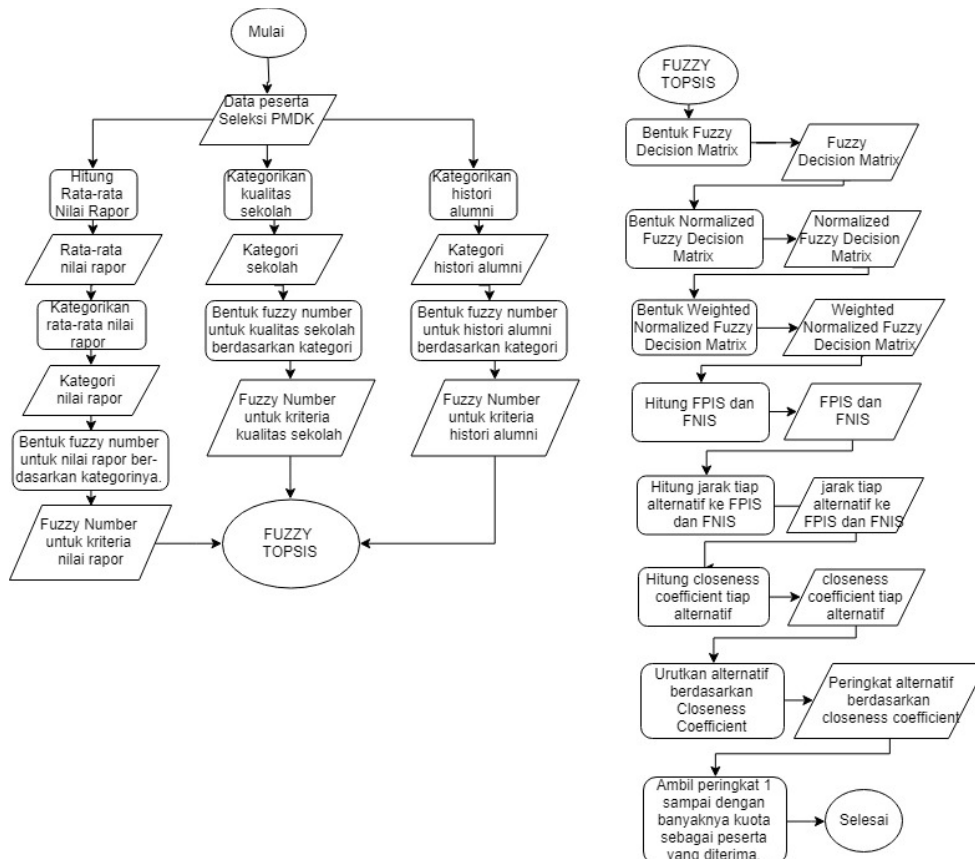 Mulai
Data peserta
Seleksi PMDK
Hitung
Rata-rata
Nilai Rapor
Rata-rata
nilai rapor
Kategorikan
rata-rata nilai
rapor
Kategori
nilai rapor
Bentuk fuzzy number
untuk nilai rapor ber-
dasarkan kategorinya.
Fuzzy Number
untuk kriteria
nilai rapor
Kategorikan
kualitas
sekolah
Kategori
sekolah
Bentuk fuzzy number
untuk kualitas sekolah
berdasarkan kategori
Fuzzy Number
untuk kriteria
kualitas sekolah
Kategorikan
histori
alumni
Kategori
histori alumni
Bentuk fuzzy number
untuk histori alumni
berdasarkan kategori
Fuzzy Number
untuk kriteria
histori alumni
FUZZY
TOPSIS
FUZZY
TOPSIS
Bentuk Fuzzy
Decision Matrix
Fuzzy
Decision Matrix
Bentuk Normalized
Fuzzy Decision
Matrix
Normalized
Fuzzy Decision
Matrix
Bentuk Weighted
Normalized Fuzzy
Decision Matrix
Weighted
Normalized Fuzzy
Decision Matrix
Hitung FPIS dan
FNIS
FPIS dan
FNIS
Hitung jarak tiap
alternatif ke FPIS
dan FNIS
jarak tiap
alternatif ke
FPIS dan FNIS
Hitung closeness
coefficient tiap
alternatif
closeness
coefficient tiap
alternatif
Urutkan alternatif
berdasarkan
Closeness
Coefficient
Peringkat alternatif
berdasarkan
closeness coefficient
Ambil peringkat 1
sampai dengan
banyaknya kuota
sebagai peserta
yang diterima.
Selesai